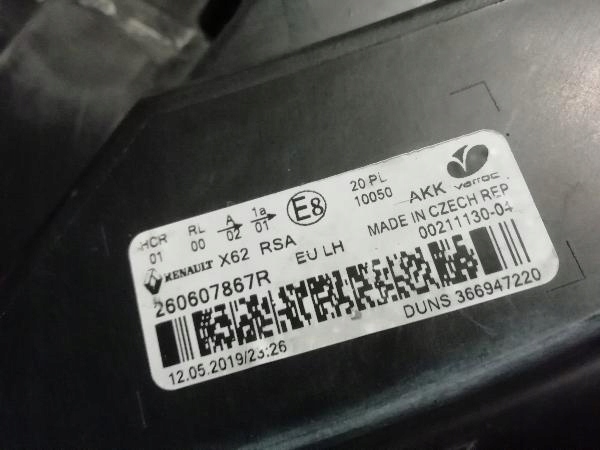 HCR RL A 1a E8 20 PL AKK varroc
01 00 02 01 10050 MADE IN CZECH REP
RENAULT X62 RSA EU LH 00211130-04
260607867R
DUNS 366947220
12.05.2019/23:26